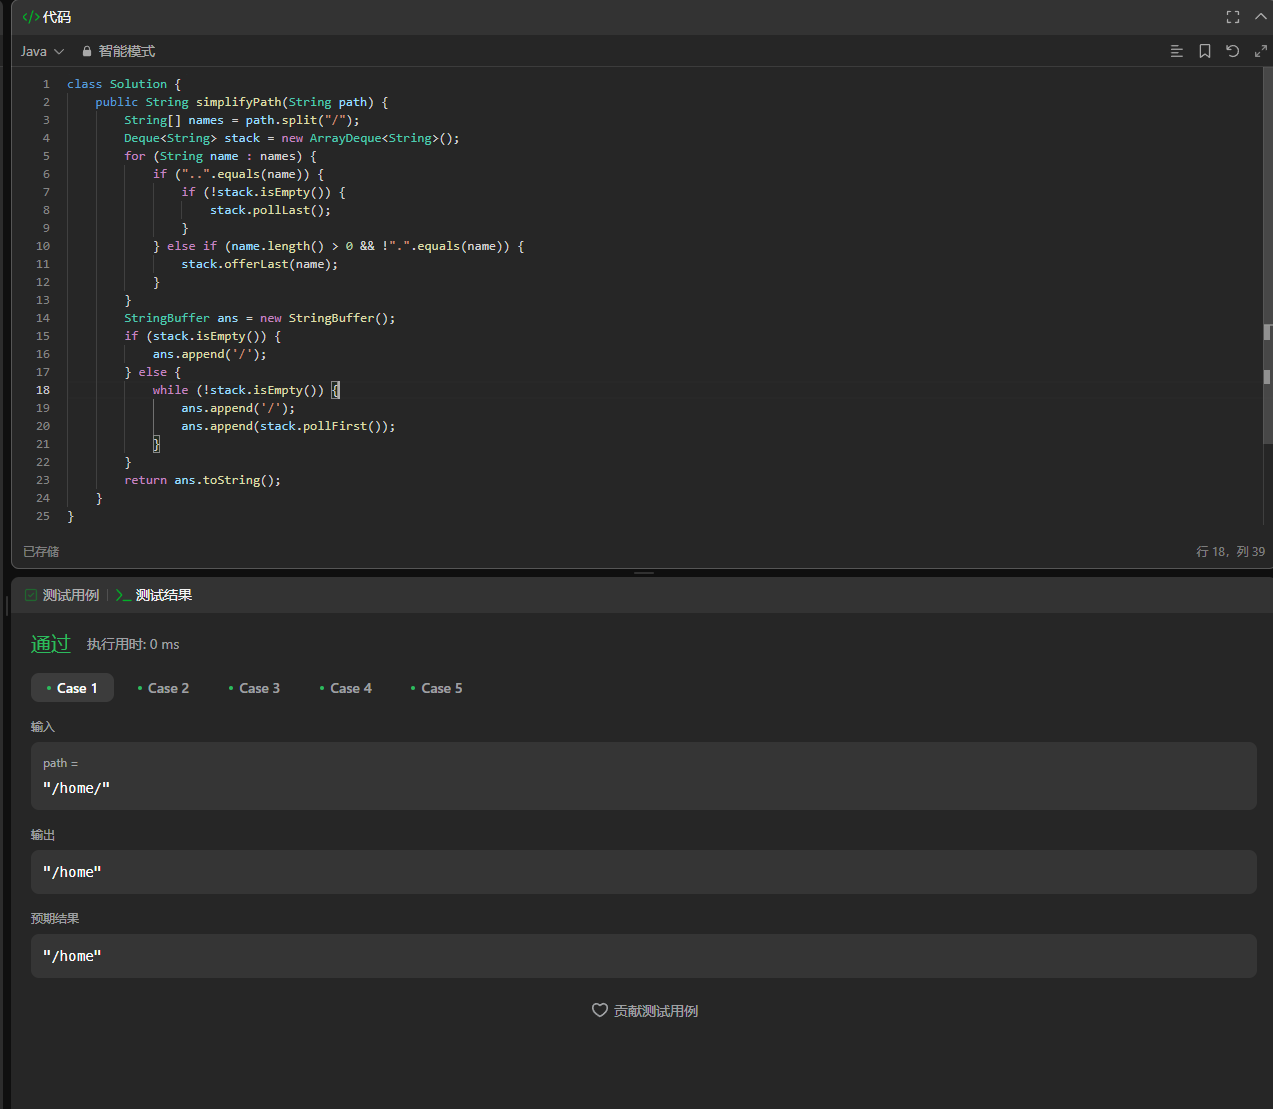 </> 代码
Java 智能模式
1 class Solution {
2     public String simplifyPath(String path) {
3         String[] names = path.split("/");
4         Deque<String> stack = new ArrayDeque<String>();
5         for (String name : names) {
6             if ("..".equals(name)) {
7                 if (!stack.isEmpty()) {
8                     stack.pollLast();
9                 }
10             } else if (name.length() > 0 && !".".equals(name)) {
11                 stack.offerLast(name);
12             }
13         }
14         StringBuffer ans = new StringBuffer();
15         if (stack.isEmpty()) {
16             ans.append('/');
17         } else {
18             while (!stack.isEmpty()) {
19                 ans.append('/');
20                 ans.append(stack.pollFirst());
21             }
22         }
23         return ans.toString();
24     }
25 }
已存储 行 18，列 39
测试用例 | >_ 测试结果
通过 执行用时: 0 ms
• Case 1 • Case 2 • Case 3 • Case 4 • Case 5
输入
path =
"/home/"
输出
"/home"
预期结果
"/home"
贡献测试用例